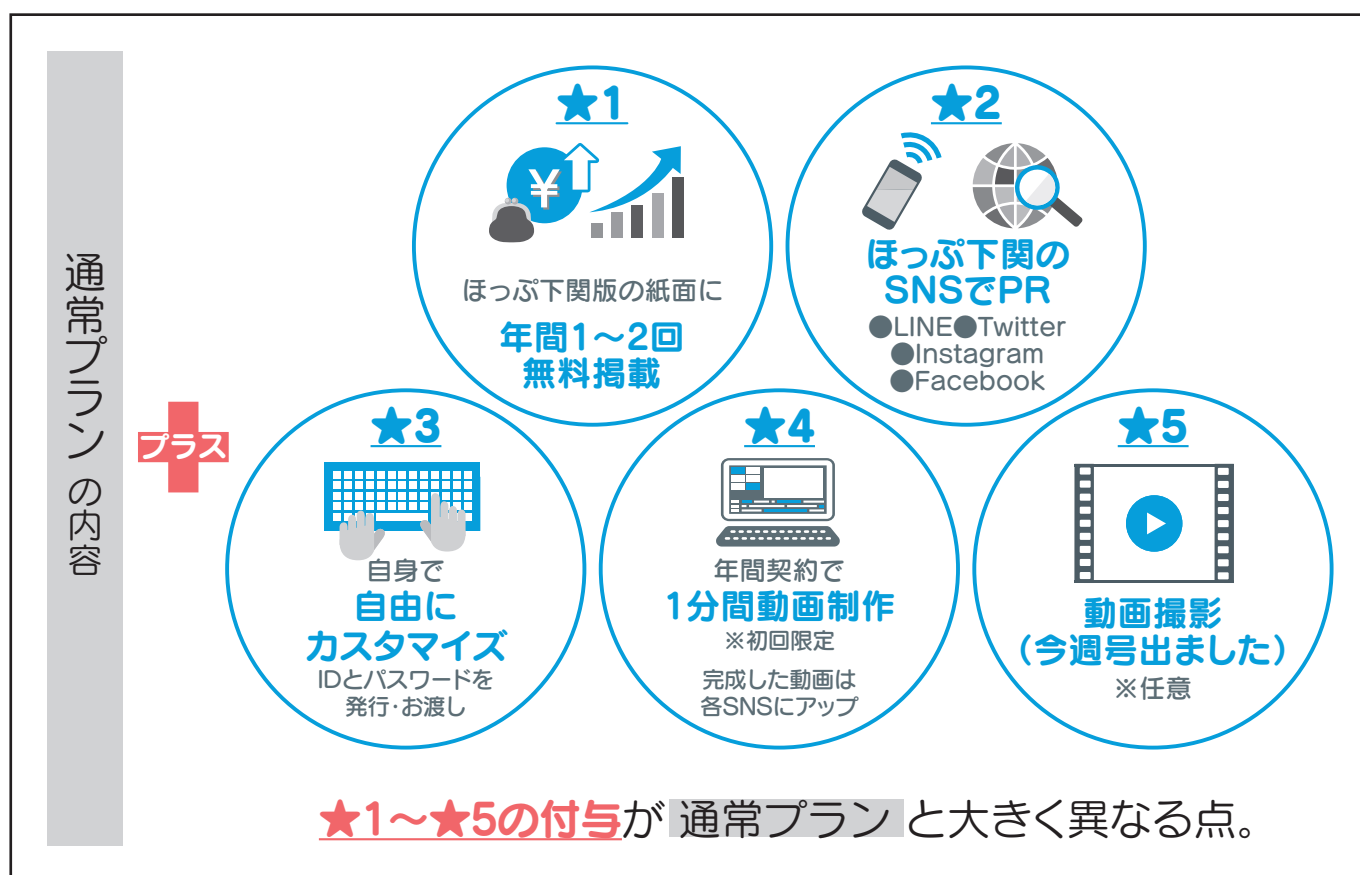 通常プランの内容
プラス
★1
¥
ほっぷ下関版の紙面に
年間1〜2回
無料掲載
★2
ほっぷ下関の
SNSでPR
●LINE●Twitter
●Instagram
●Facebook
★3
自身で
自由に
カスタマイズ
IDとパスワードを
発行・お渡し
★4
年間契約で
1分間動画制作
※初回限定
完成した動画は
各SNSにアップ
★5
動画撮影
(今週号出ました)
※任意
★1〜★5の付与が 通常プラン と大きく異なる点。